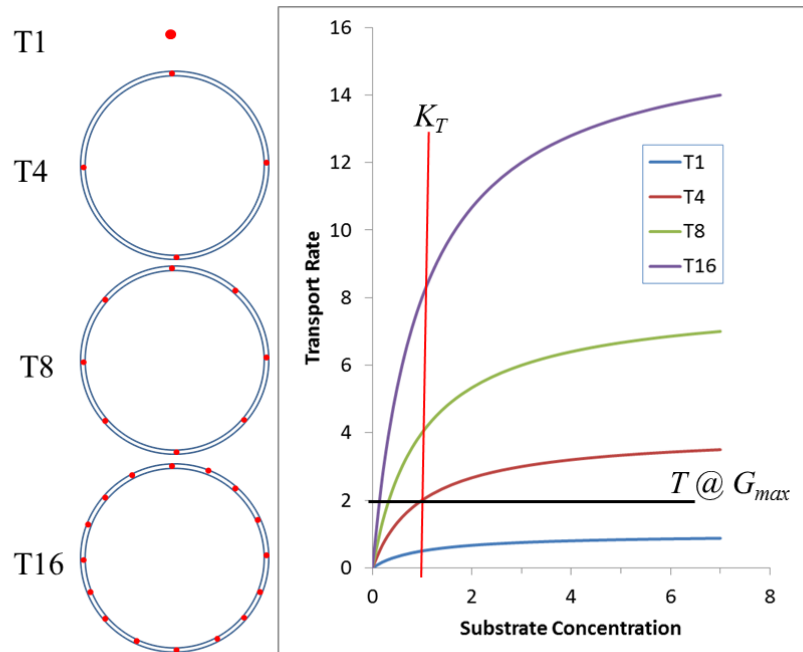 T1
T4
T8
T16
16
14
12
10
8
6
4
2
0
Transport Rate
K_T
T1
T4
T8
T16
T @ G_max
0 2 4 6 8
Substrate Concentration